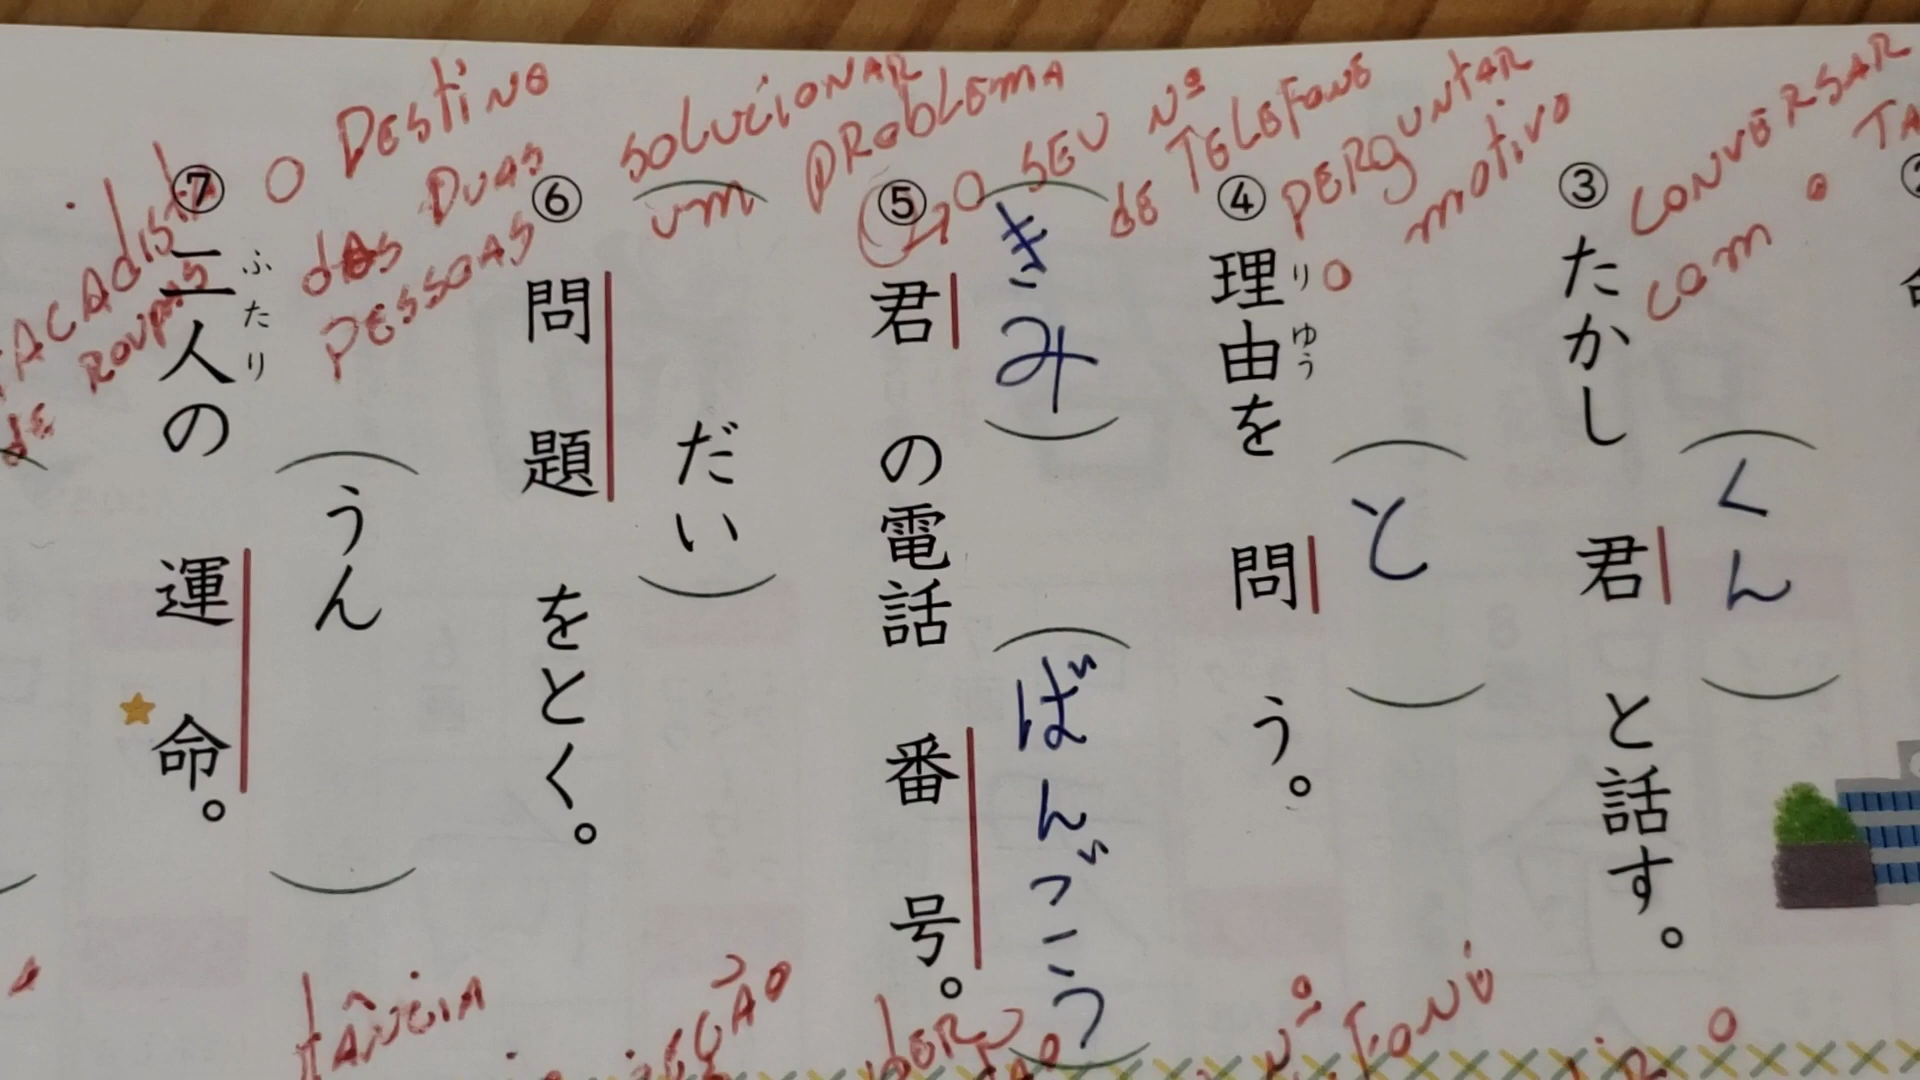 CONVERSAR
com o
③たかし君と話す。
くん
PERGUNTAR
o motivo
④理由を問う。
りゆう
と
O SEU Nº
de TELEFONE
⑤君の電話番号。
きみ
ばんごう
SOLUCIONAR
um PROBLEMA
⑥問題をとく。
だい
O DESTINO
das DUAS
PESSOAS
⑦二人の運命。
ふたり
うん
ROUPAS
de